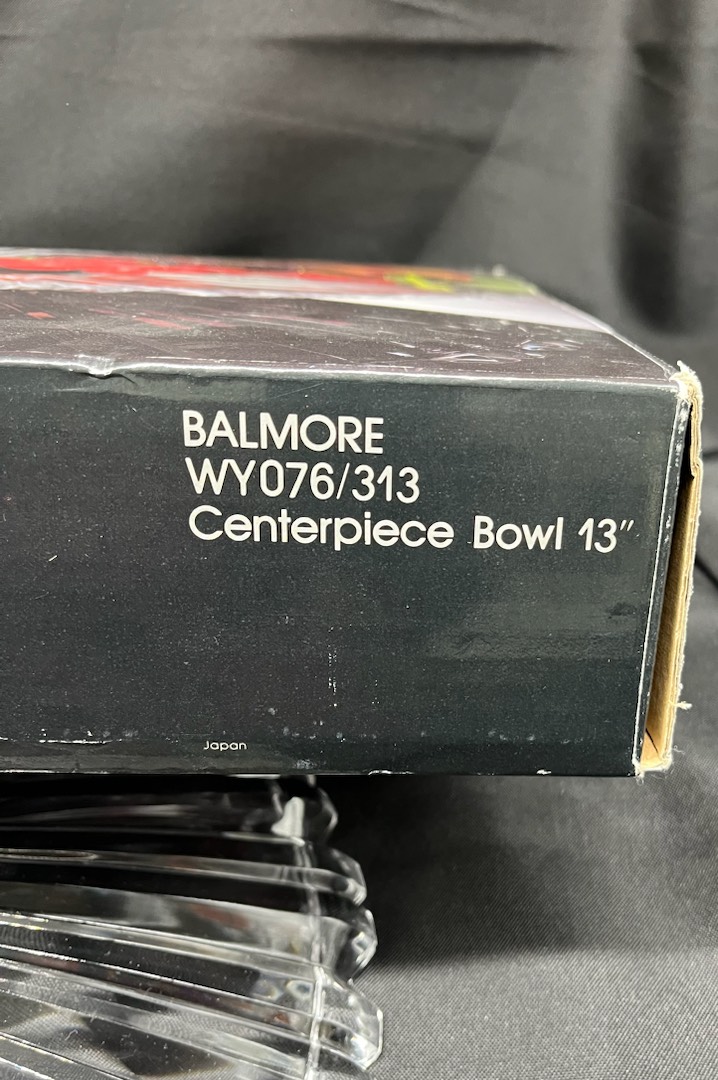 BALMORE
WY076/313
Centerpiece Bowl 13"
Japan